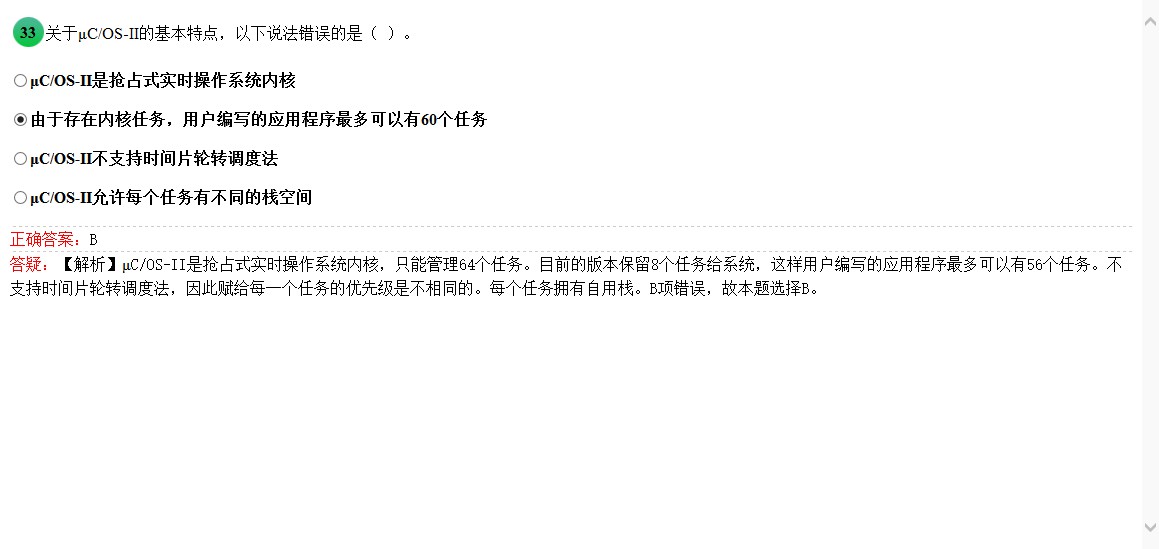 33 关于μC/OS-II的基本特点，以下说法错误的是（ ）。
μC/OS-II是抢占式实时操作系统内核
由于存在内核任务，用户编写的应用程序最多可以有60个任务
μC/OS-II不支持时间片轮转调度法
μC/OS-II允许每个任务有不同的栈空间
正确答案：B
答疑：【解析】μC/OS-II是抢占式实时操作系统内核，只能管理64个任务。目前的版本保留8个任务给系统，这样用户编写的应用程序最多可以有56个任务。不
支持时间片轮转调度法，因此赋给每一个任务的优先级是不相同的。每个任务拥有自用栈。B项错误，故本题选择B。